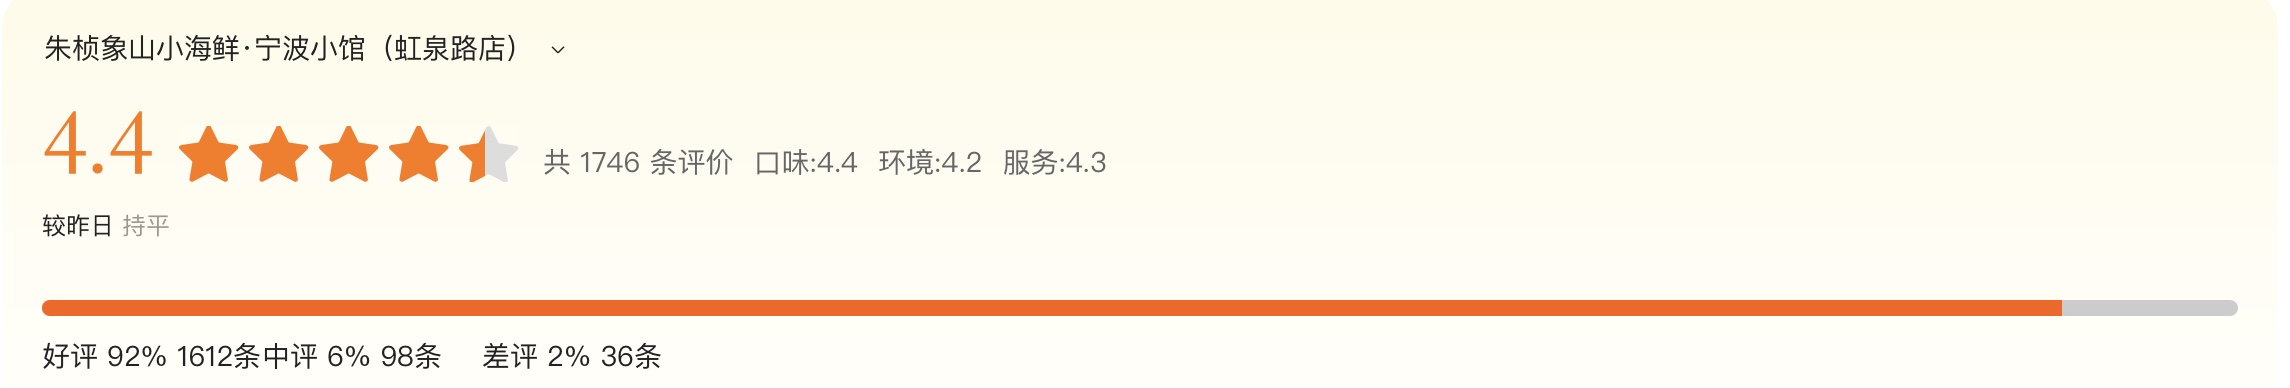 朱桢象山小海鲜·宁波小馆（虹泉路店）
4.4 共 1746 条评价 口味:4.4 环境:4.2 服务:4.3
较昨日 持平
好评 92% 1612条中评 6% 98条 差评 2% 36条